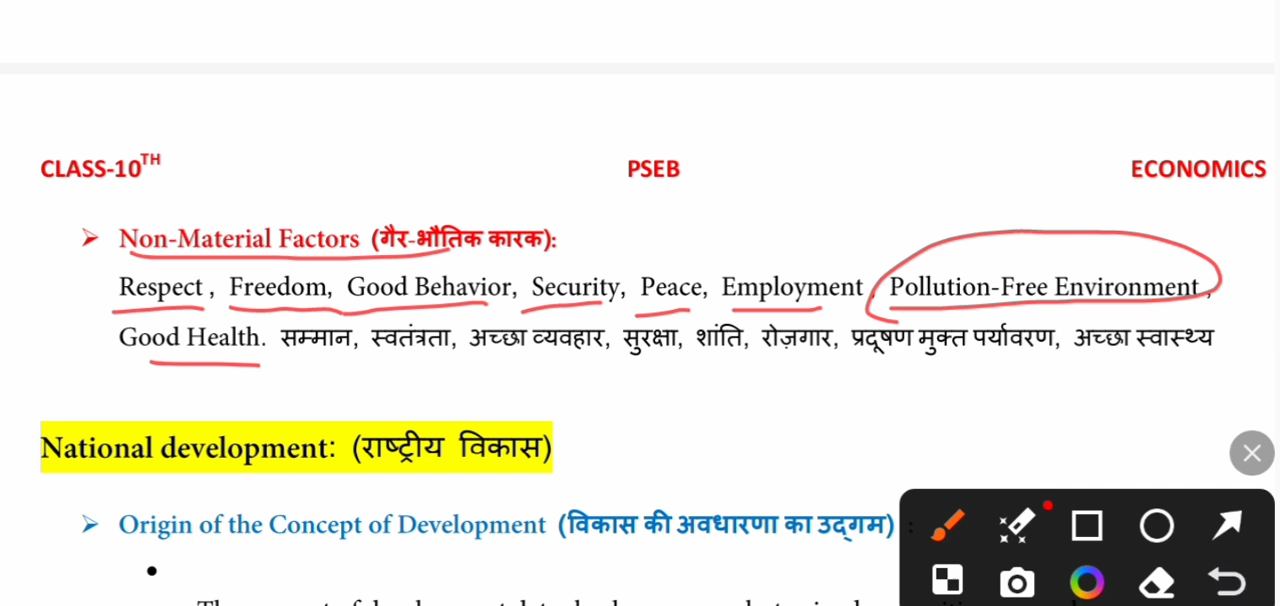 CLASS-10TH PSEB ECONOMICS
➢ Non-Material Factors (गैर-भौतिक कारक):
Respect , Freedom, Good Behavior, Security, Peace, Employment , Pollution-Free Environment ,
Good Health. सम्मान, स्वतंत्रता, अच्छा व्यवहार, सुरक्षा, शांति, रोज़गार, प्रदूषण मुक्त पर्यावरण, अच्छा स्वास्थ्य
National development: (राष्ट्रीय विकास)
➢ Origin of the Concept of Development (विकास की अवधारणा का उद्गम) :